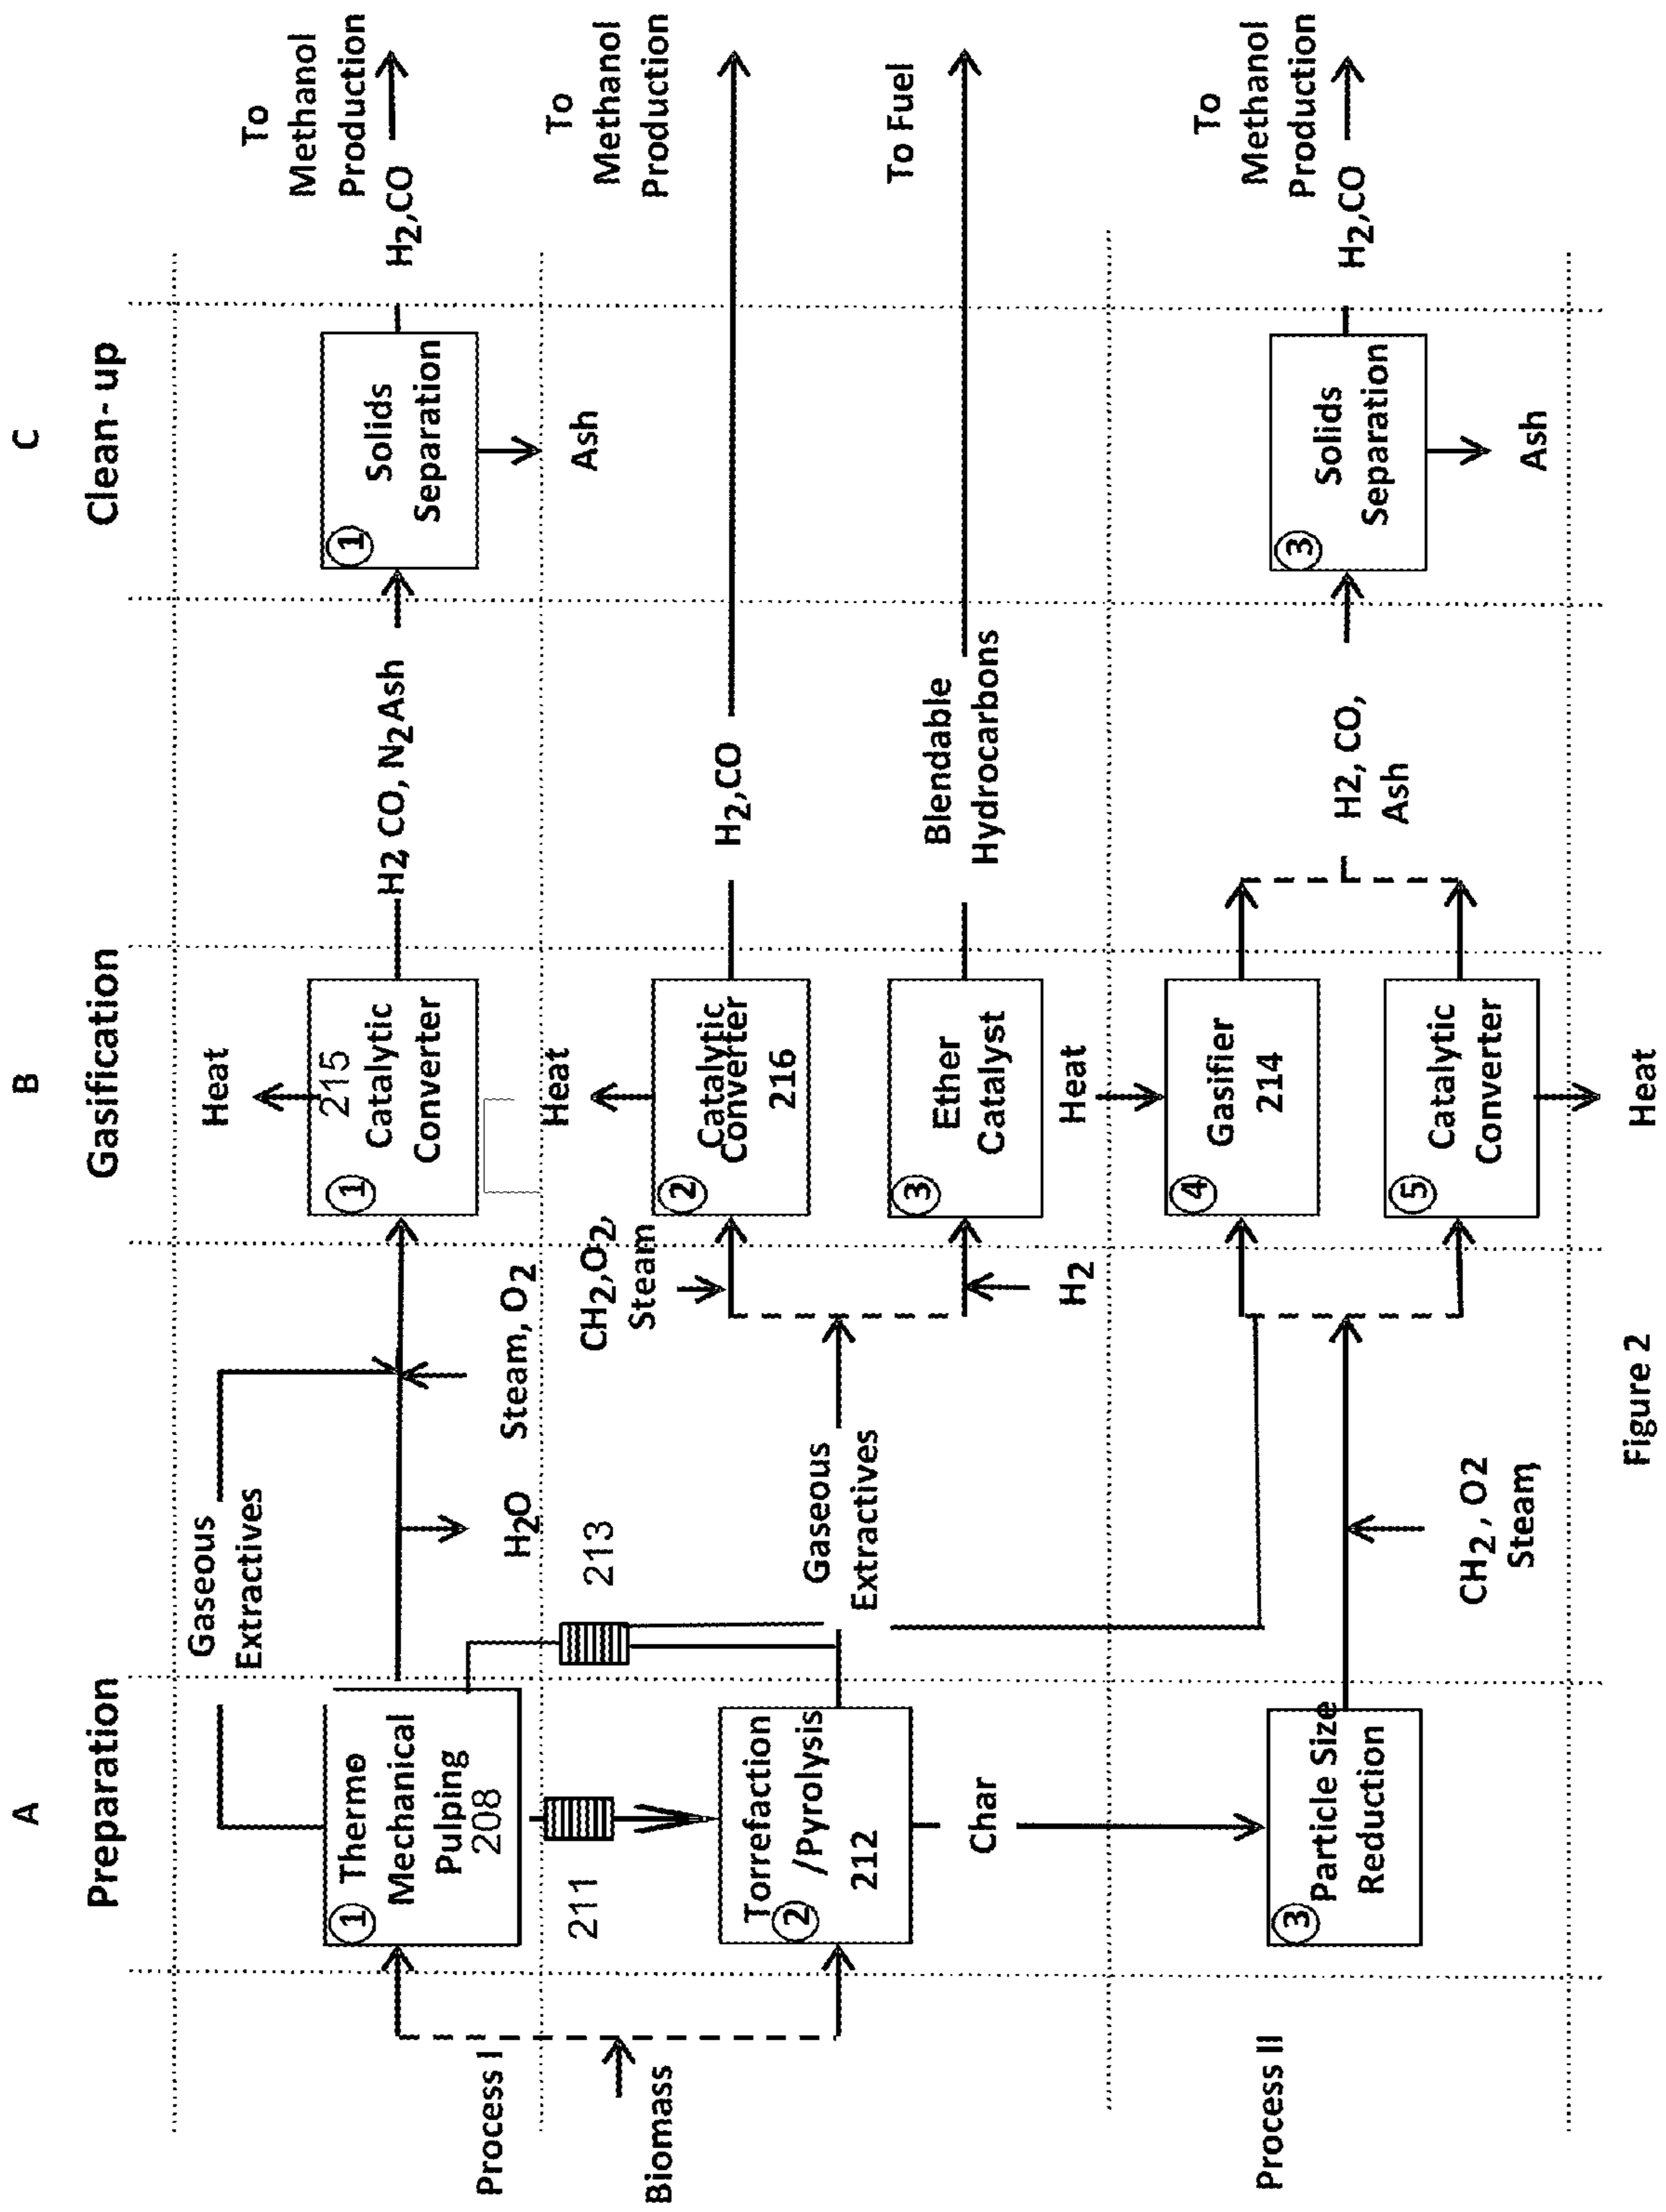 A
B
C
Preparation
Gasification
Clean-up
Gaseous
Extractives
Heat
To
Methanol
Production
1
Thermo
Mechanical
Pulping
208
H2O
Steam, O2
1
215
Catalytic
Converter
H2, CO, N2Ash
1
Solids
Separation
H2,CO
Ash
Process I
Biomass
211
213
Heat
CH2,O2,
Steam
To
Methanol
Production
2
Torrefaction
/Pyrolysis
212
Gaseous
Extractives
2
Catalytic
Converter
216
H2,CO
3
Ether
Catalyst
H2
Blendable
Hydrocarbons
To Fuel
Char
Heat
Process II
3
Particle Size
Reduction
CH2, O2
Steam,
4
Gasifier
214
5
Catalytic
Converter
Heat
H2, CO,
Ash
3
Solids
Separation
Ash
H2,CO
To
Methanol
Production
Figure 2